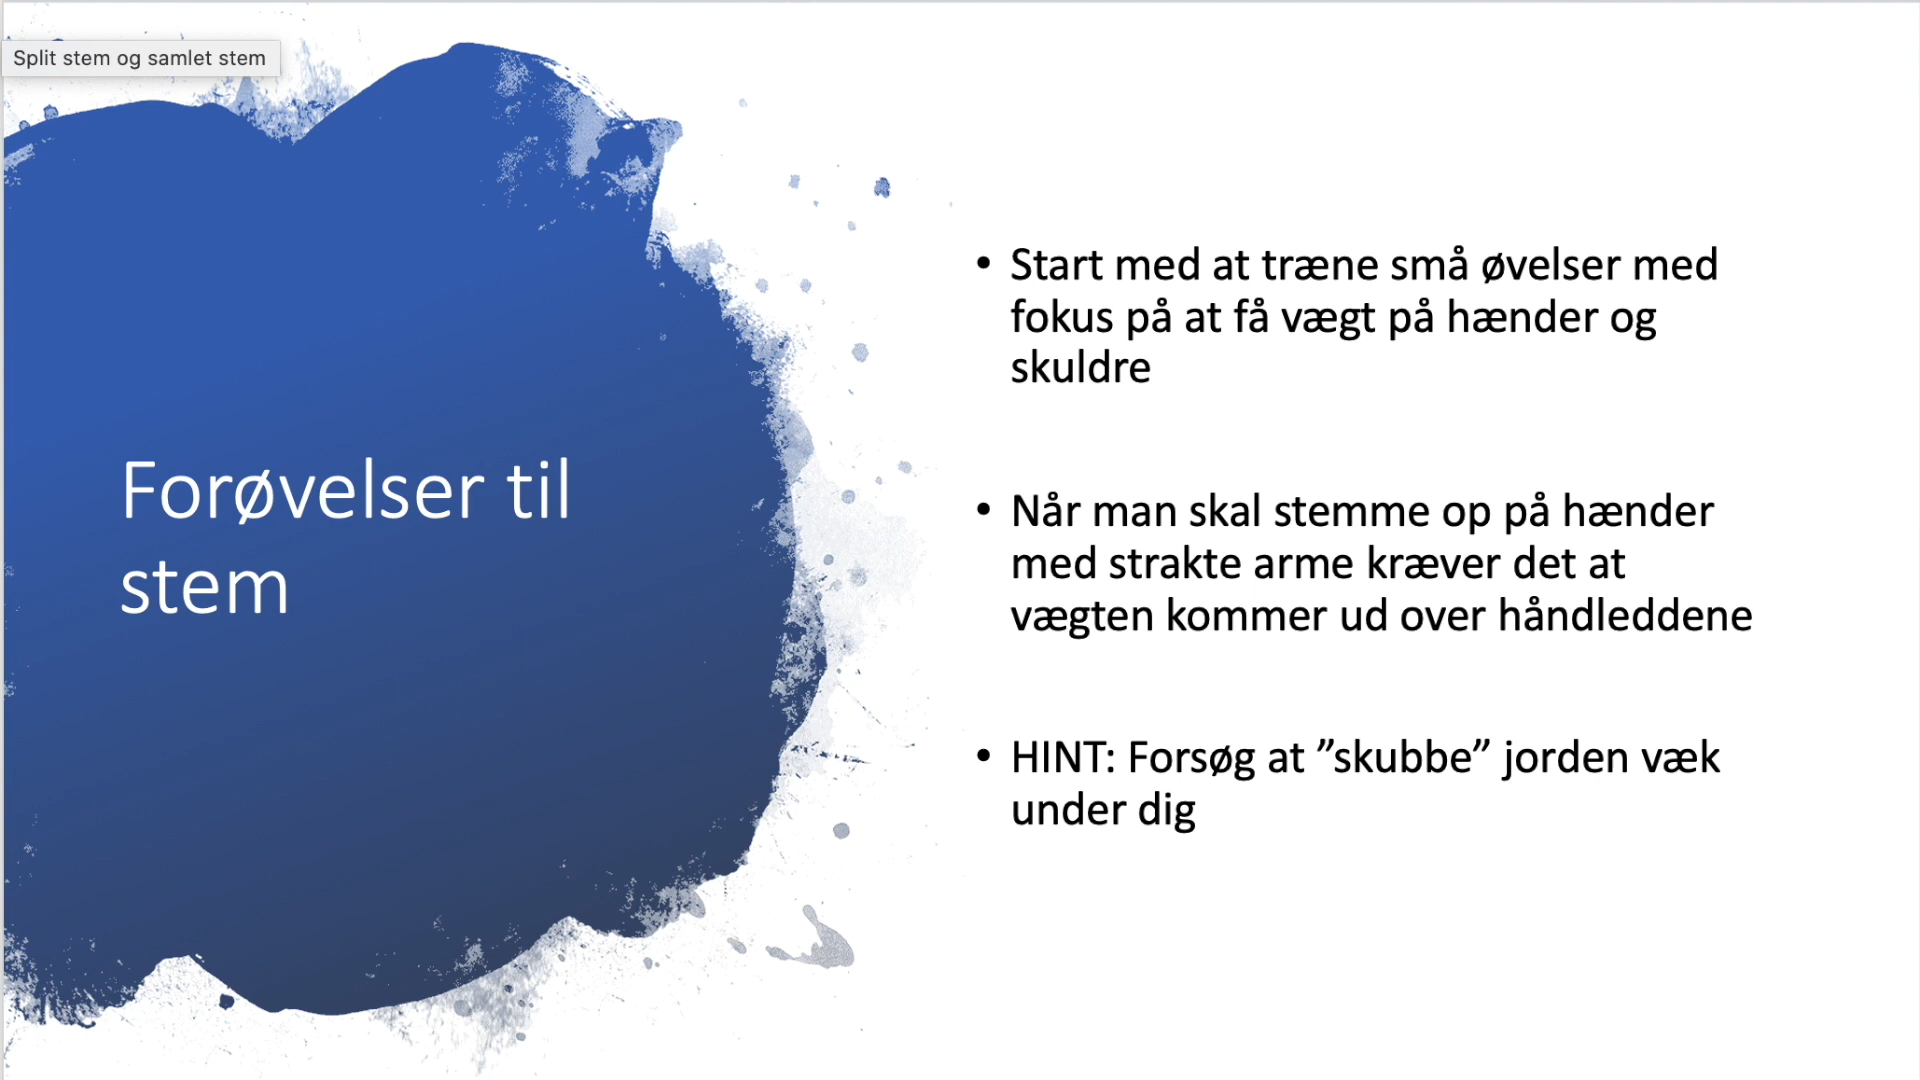 Split stem og samlet stem
Forøvelser til
stem
• Start med at træne små øvelser med
fokus på at få vægt på hænder og
skuldre
• Når man skal stemme op på hænder
med strakte arme kræver det at
vægten kommer ud over håndleddene
• HINT: Forsøg at ”skubbe” jorden væk
under dig